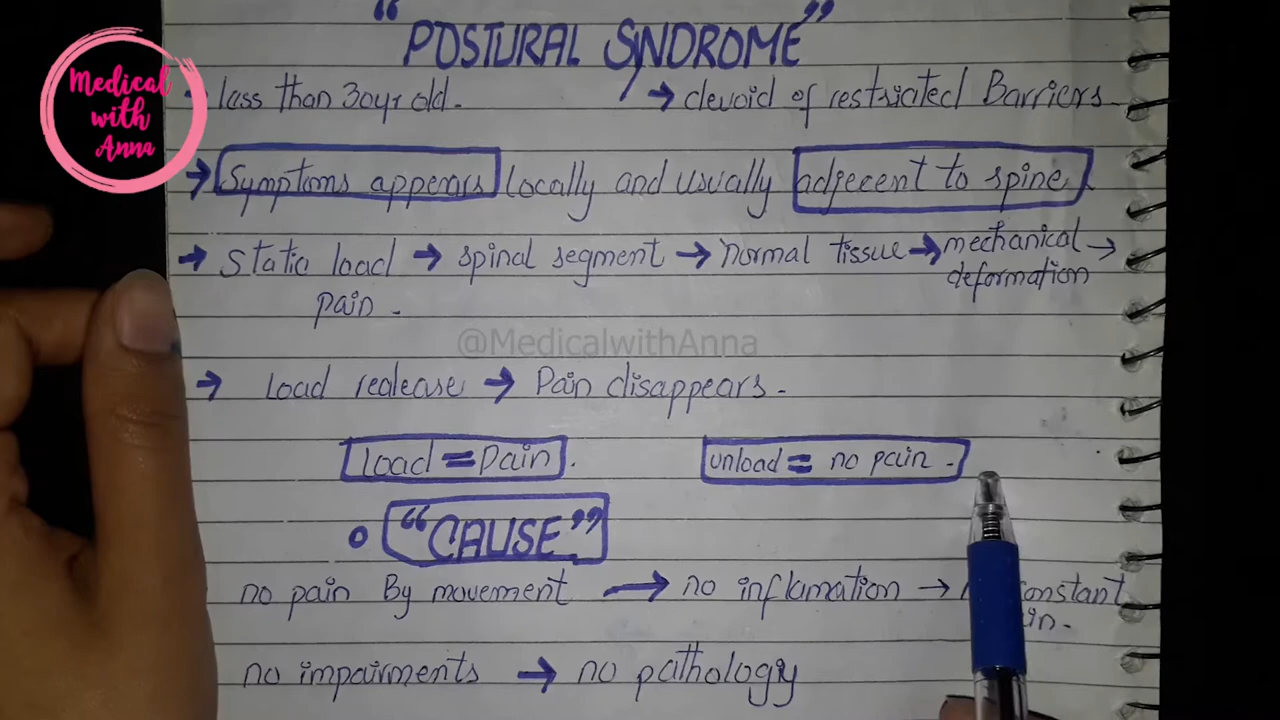 "POSTURAL SYNDROME"
Medical
with
Anna
→ less than 30yr old. → devoid of restriated Barriers.
→ Symptoms appears locally and usually adjecent to spine.
→ Static load → spinal segment → normal tissue → mechanical deformation →
pain.
@MedicalwithAnna
→ load realease → Pain disappears.
load = pain. unload = no pain.
"CAUSE"
no pain By movement → no inflamation → constant
no impairments → no pathology